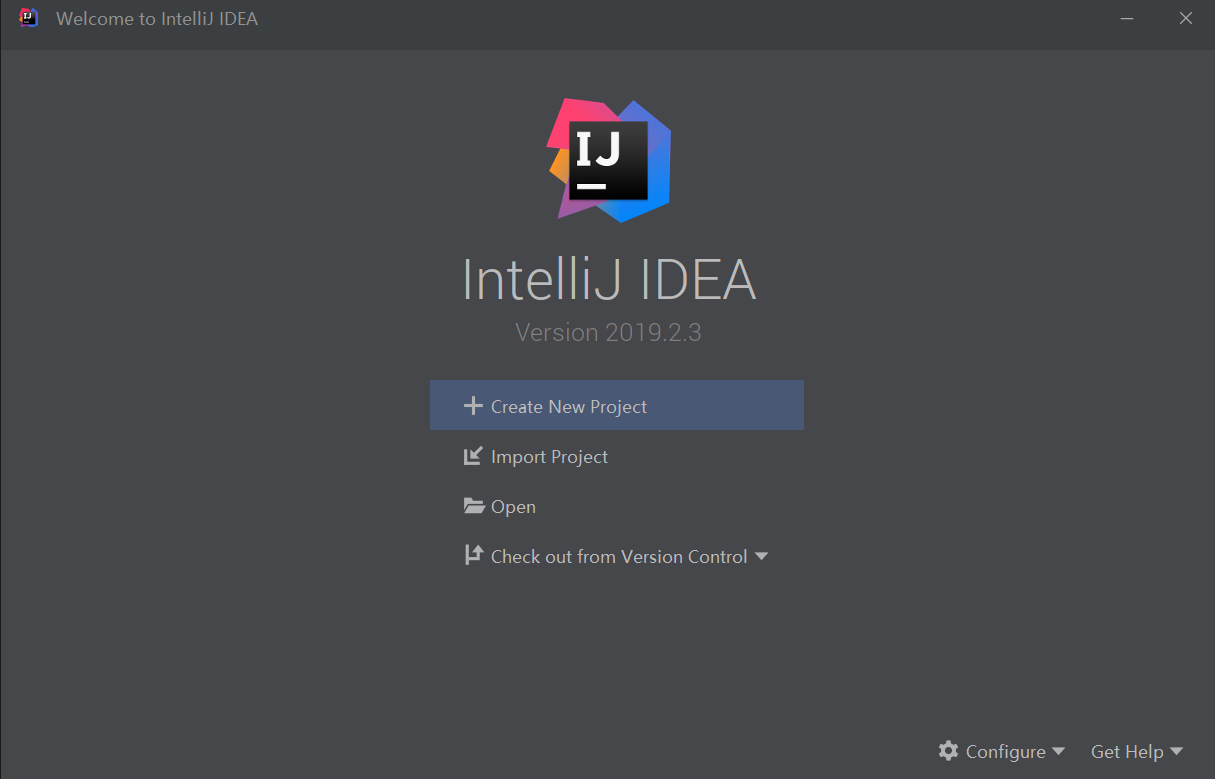 Welcome to IntelliJ IDEA
IJ
IntelliJ IDEA
Version 2019.2.3
Create New Project
Import Project
Open
Check out from Version Control
Configure
Get Help